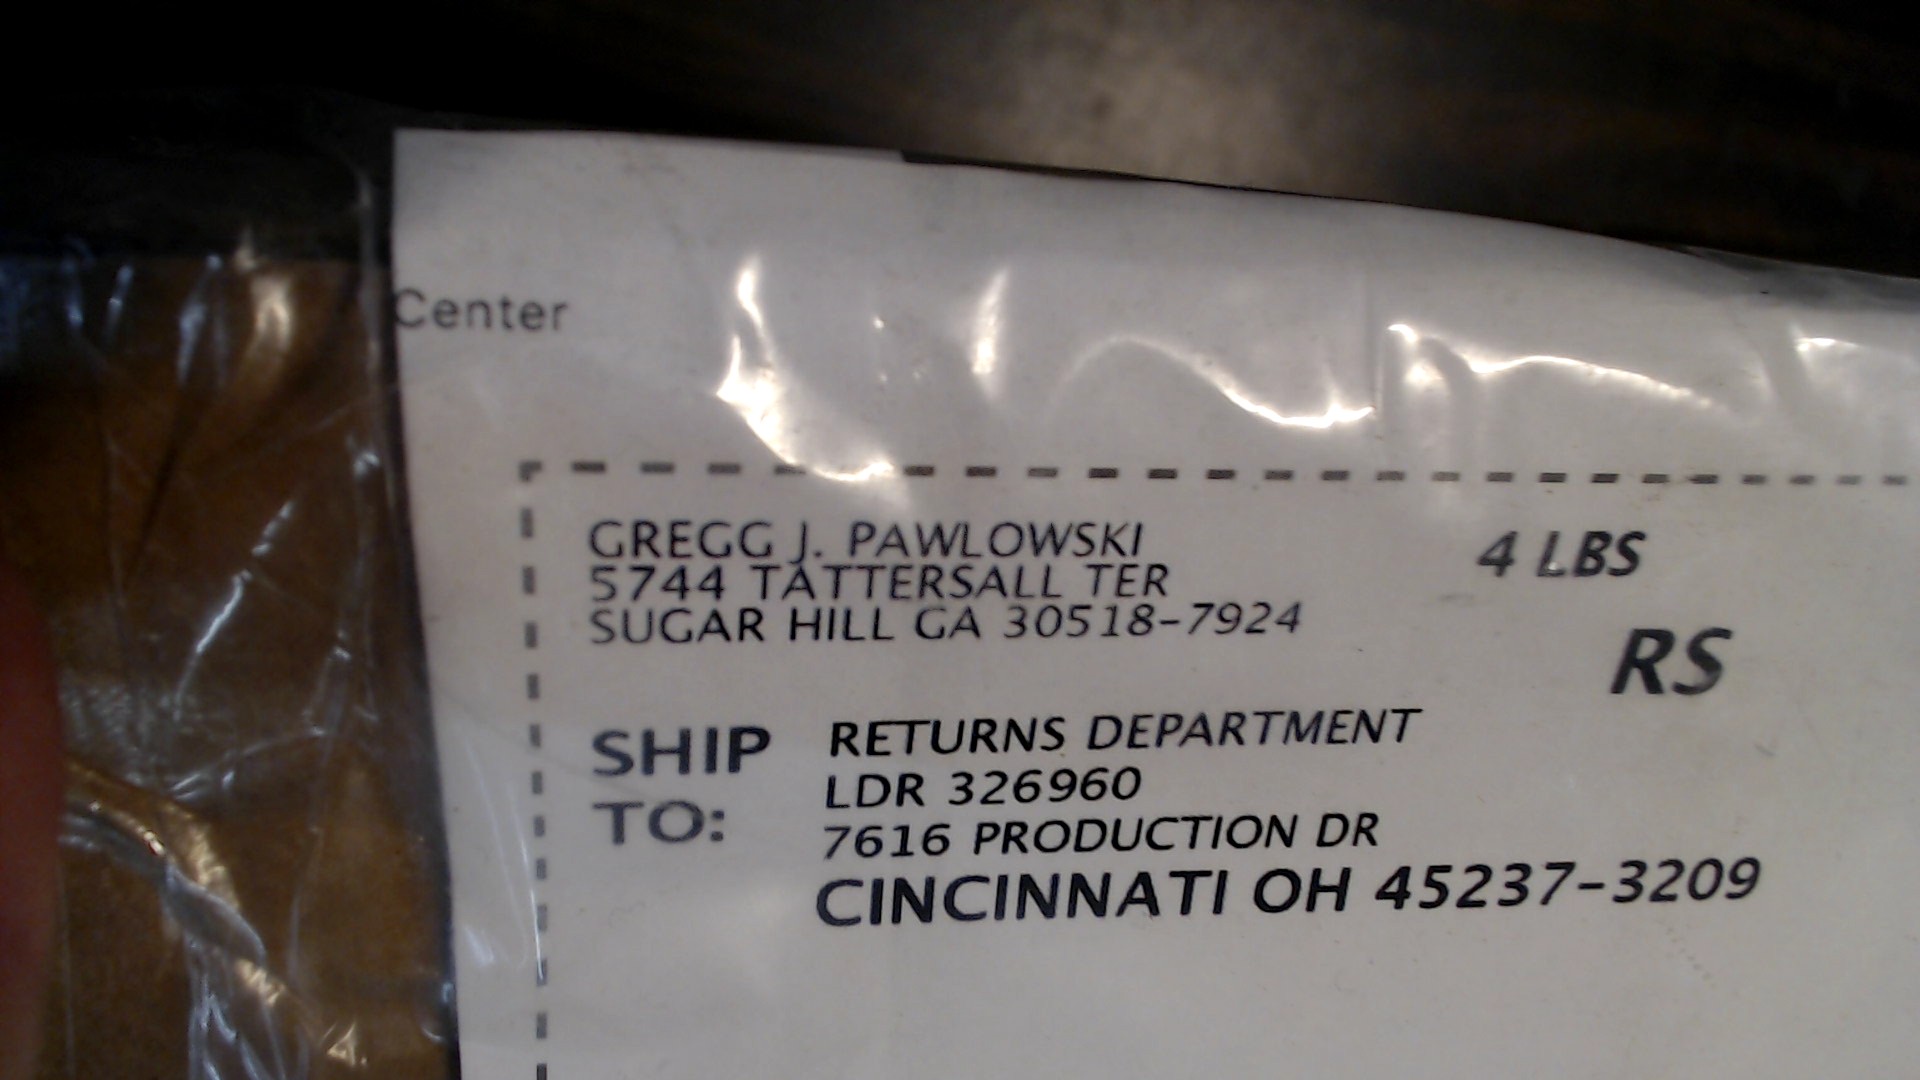 Center
GREGG J. PAWLOWSKI
4 LBS
5744 TATTERSALL TER
SUGAR HILL GA 30518-7924
RS
SHIP TO:
RETURNS DEPARTMENT
LDR 326960
7616 PRODUCTION DR
CINCINNATI OH 45237-3209